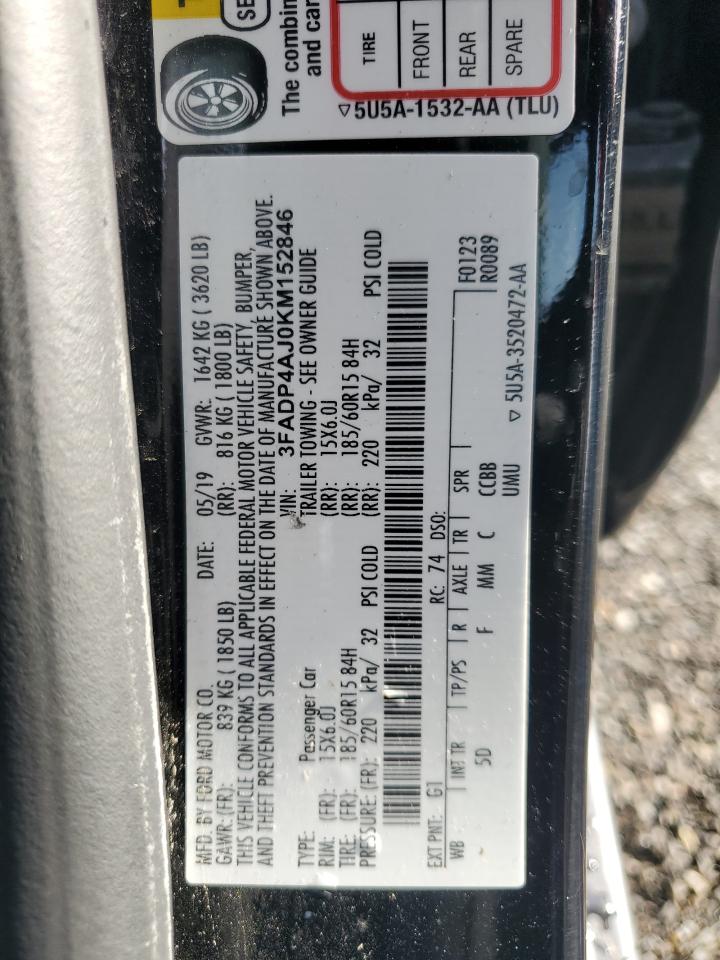 SE
The combin
and car
TIRE
FRONT
REAR
SPARE
▽5U5A-1532-AA (TLU)
MFD. BY FORD MOTOR CO. DATE: 05/19 GVWR: 1642 KG ( 3620 LB)
GAWR: (FR): 839 KG ( 1850 LB) (RR): 816 KG ( 1800 LB)
THIS VEHICLE CONFORMS TO ALL APPLICABLE FEDERAL MOTOR VEHICLE SAFETY, BUMPER,
AND THEFT PREVENTION STANDARDS IN EFFECT ON THE DATE OF MANUFACTURE SHOWN ABOVE.
VIN: 3FADP4AJ0KM152846
TYPE: Passenger Car TRAILER TOWING - SEE OWNER GUIDE
RIM: (FR): 15X6.0J (RR): 15X6.0J
TIRE: (FR): 185/60R15 84H (RR): 185/60R15 84H
PRESSURE: (FR): 220 kPa/ 32 PSI COLD (RR): 220 kPa/ 32 PSI COLD
EXT PNT: G1 RC: 74 DSO: F0123
WB INT TR TP/PS R AXLE TR SPR R0089
5D F MM C CCBB
UMU ▽ 5U5A-3520472-AA